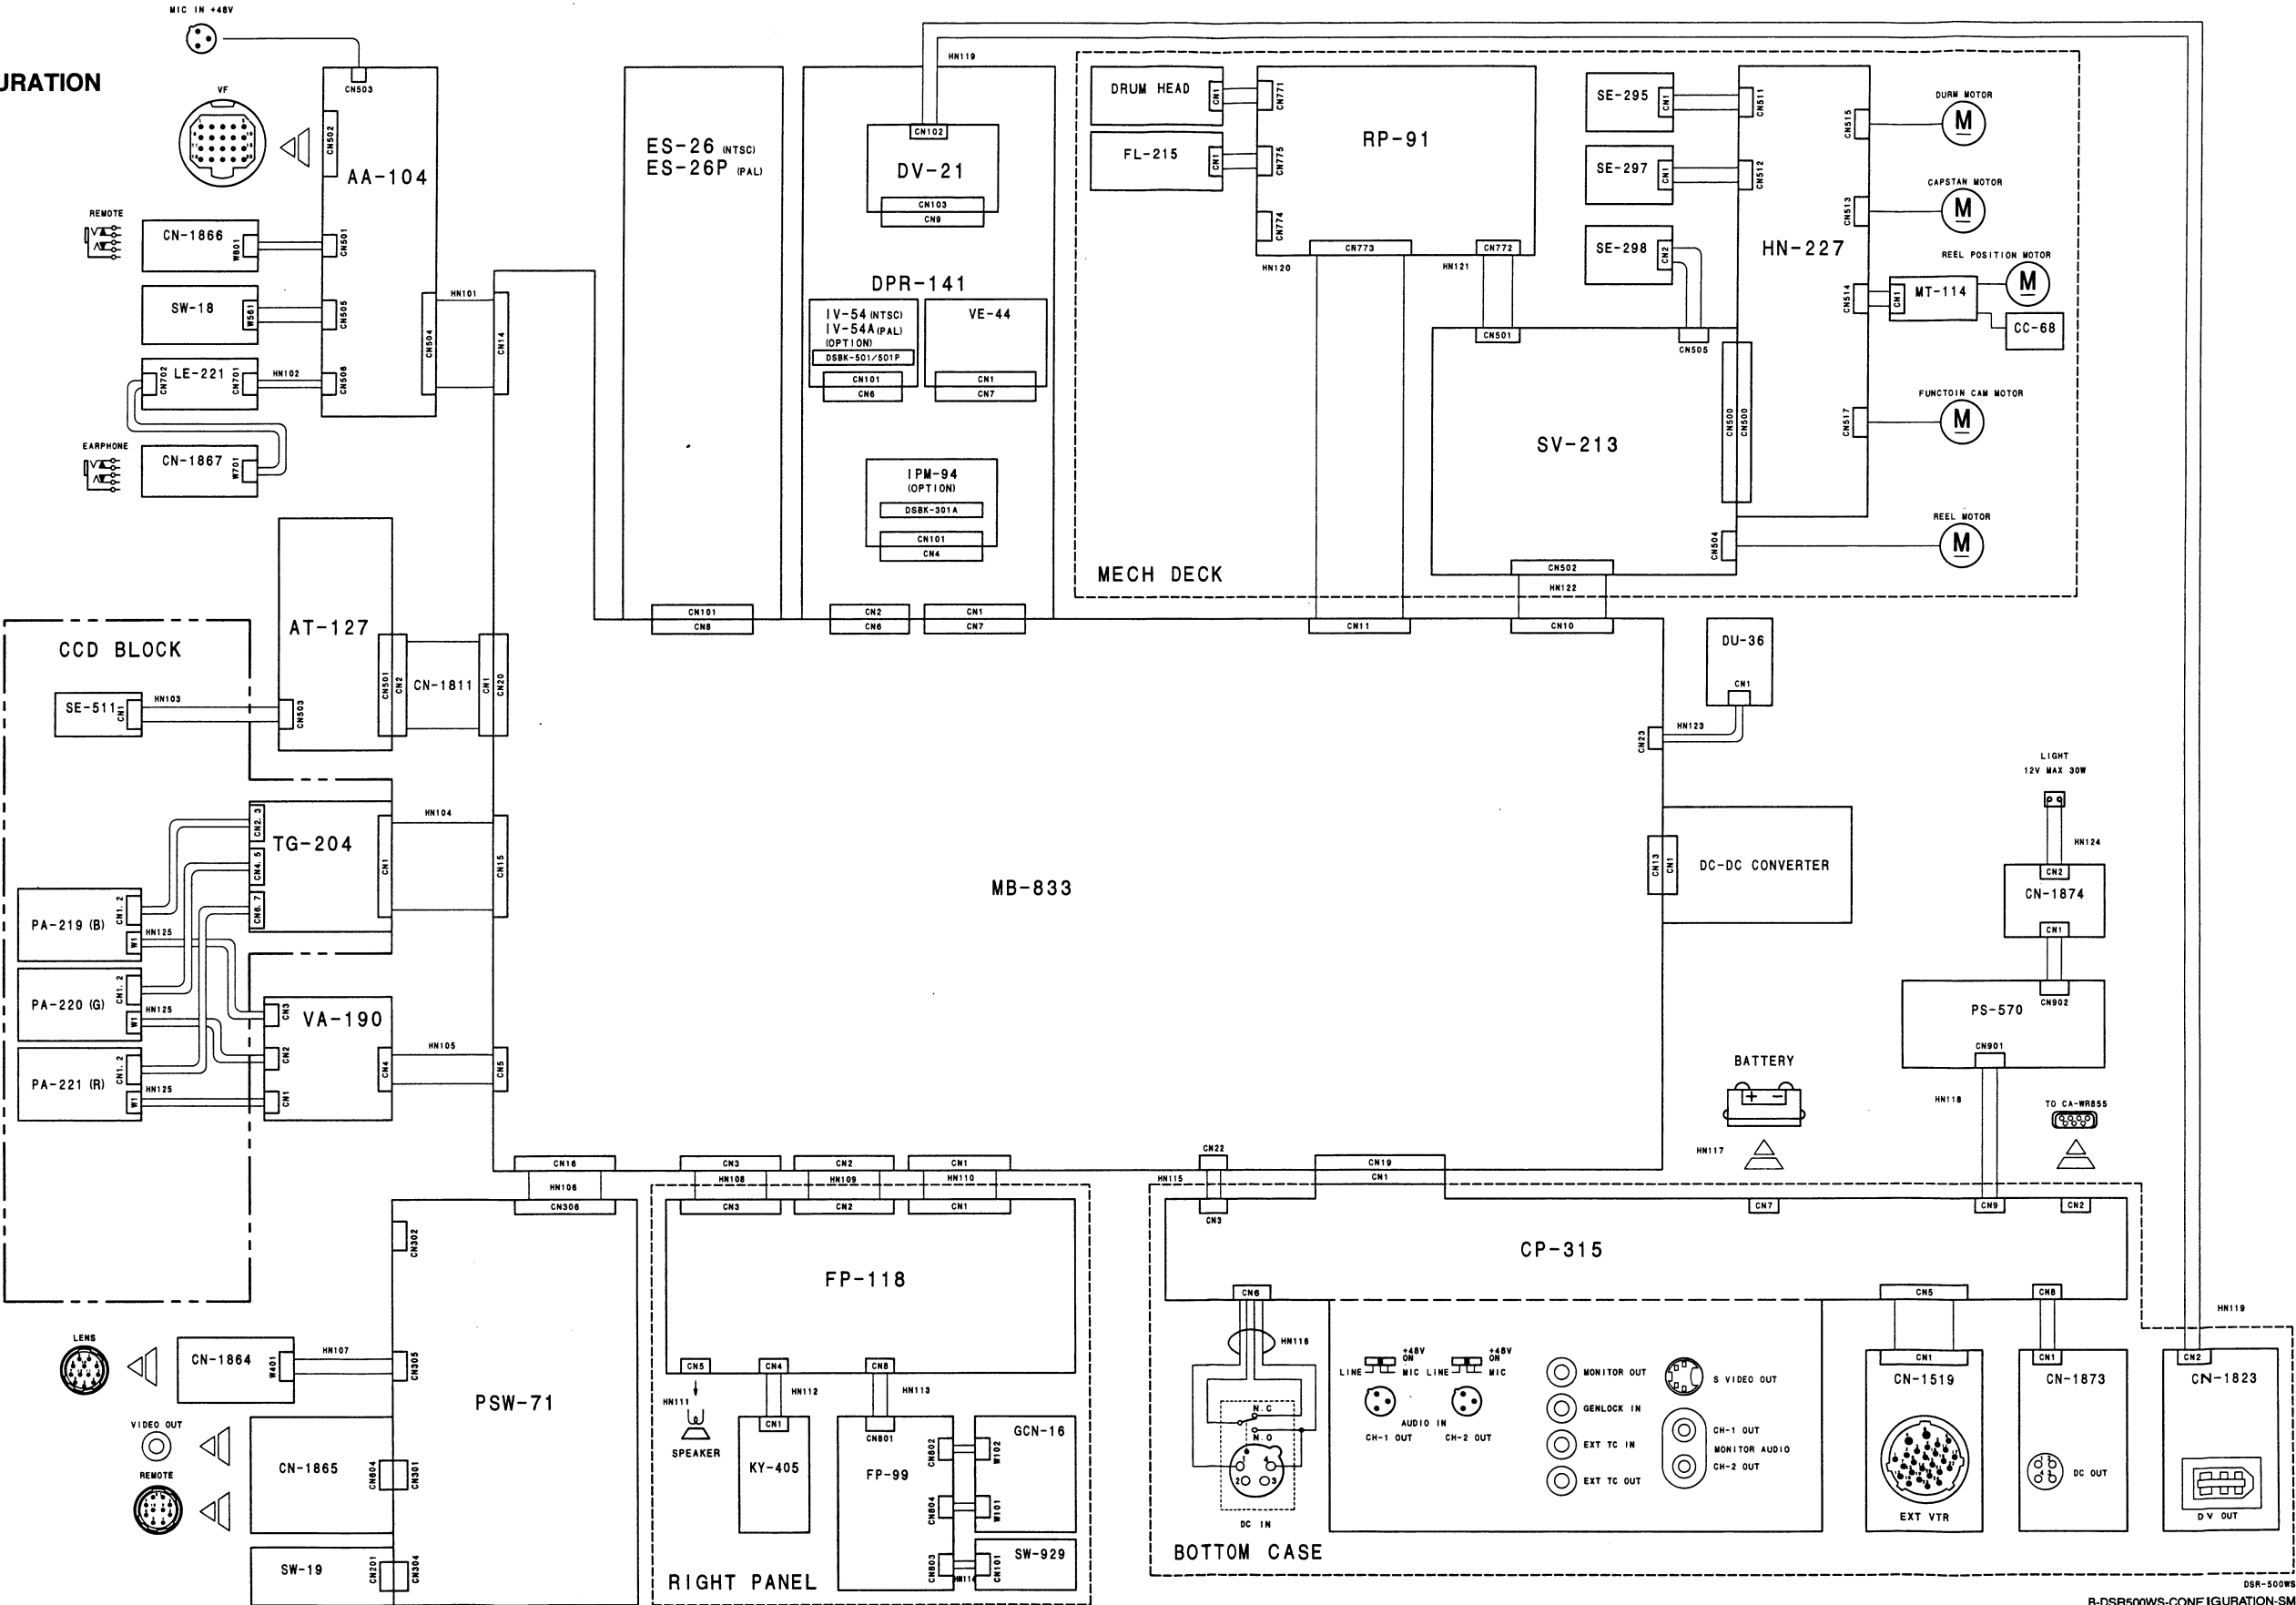 MIC IN +48V
URATION
VF
CN503
CN502
AA-104
REMOTE
CN-1866
W801
CN501
SW-18
W561
CN505
LE-221
CN702
CN701
HN102
CN506
CN504
HN101
CN14
EARPHONE
CN-1867
W701
ES-26 (NTSC)
ES-26P (PAL)
CN101
CN8
HN119
CN102
DV-21
CN103
CN9
DPR-141
IV-54 (NTSC)
IV-54A (PAL)
(OPTION)
DSBK-501/501P
CN101
CN6
VE-44
CN1
CN7
IPM-94
(OPTION)
DSBK-301A
CN101
CN4
CN2
CN6
CN1
CN7
DRUM HEAD
CN1
CN771
FL-215
CN1
CN775
CN774
RP-91
CR773
CN772
HN120
HN121
SE-295
CN1
CN511
SE-297
CN1
CN512
SE-298
CN2
HN-227
CN515
DURM MOTOR
M
CN513
CAPSTAN MOTOR
M
REEL POSITION MOTOR
M
CN514
CN1
MT-114
CC-68
FUNCTOIN CAM MOTOR
CN517
M
REEL MOTOR
CN504
M
CN501
CN505
SV-213
CN500
CN500
CN502
HN122
MECH DECK
CN11
CN10
AT-127
CN501
CN2
CN-1811
CN1
CN20
CN503
CCD BLOCK
SE-511
CN1
HN103
TG-204
CN2. 3
CN4. 5
CN6. 7
CN1
HN104
CN15
PA-219 (B)
CN1. 2
W1
HN125
PA-220 (G)
CN1. 2
W1
HN125
PA-221 (R)
CN1. 2
W1
HN125
VA-190
CN3
CN2
CN1
CN4
HN105
CN5
MB-833
DU-36
CN1
HN123
CN23
CN13
CN1
DC-DC CONVERTER
LIGHT
12V MAX 30W
HN124
CN2
CN-1874
CN1
CN902
PS-570
CN901
HN118
BATTERY
HN117
TO CA-WR855
CN16
HN106
CN306
CN3
HN108
CN3
CN2
HN109
CN2
CN1
HN110
CN1
CN22
HN115
CN3
CN19
CN1
CN7
CN9
CN2
CP-315
CN6
CN5
CN8
HN116
HN119
CN302
PSW-71
LENS
CN-1864
W401
HN107
CN305
VIDEO OUT
CN-1865
CN604
CN301
REMOTE
SW-19
CN201
CN304
FP-118
CN5
HN111
SPEAKER
CN4
HN112
CN1
KY-405
CN8
HN113
CN801
FP-99
CN802
W102
GCN-16
CN804
W101
CN803
HN114
CN101
SW-929
RIGHT PANEL
N.C
N.O
1
4
2
3
DC IN
+48V
ON
LINE
MIC
+48V
ON
LINE
MIC
AUDIO IN
CH-1 OUT
CH-2 OUT
MONITOR OUT
GENLOCK IN
EXT TC IN
EXT TC OUT
S VIDEO OUT
CH-1 OUT
MONITOR AUDIO
CH-2 OUT
CN1
CN-1519
EXT VTR
CN1
CN-1873
DC OUT
CN2
CN-1823
DV OUT
BOTTOM CASE
DSR-500WS
B-DSR500WS-CONFIGURATION-SM